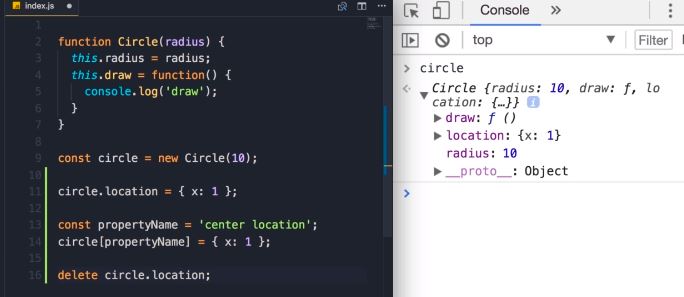 index.js
1
2 function Circle(radius) {
3 this.radius = radius;
4 this.draw = function() {
5 console.log('draw');
6 }
7 }
8
9 const circle = new Circle(10);
10
11 circle.location = { x: 1 };
12
13 const propertyName = 'center location';
14 circle[propertyName] = { x: 1 };
15
16 delete circle.location;
Console »
top ▼ Filter
> circle
Circle {radius: 10, draw: ƒ, lo
cation: {…}} i
▶ draw: ƒ ()
▶ location: {x: 1}
radius: 10
▶ __proto__: Object
>